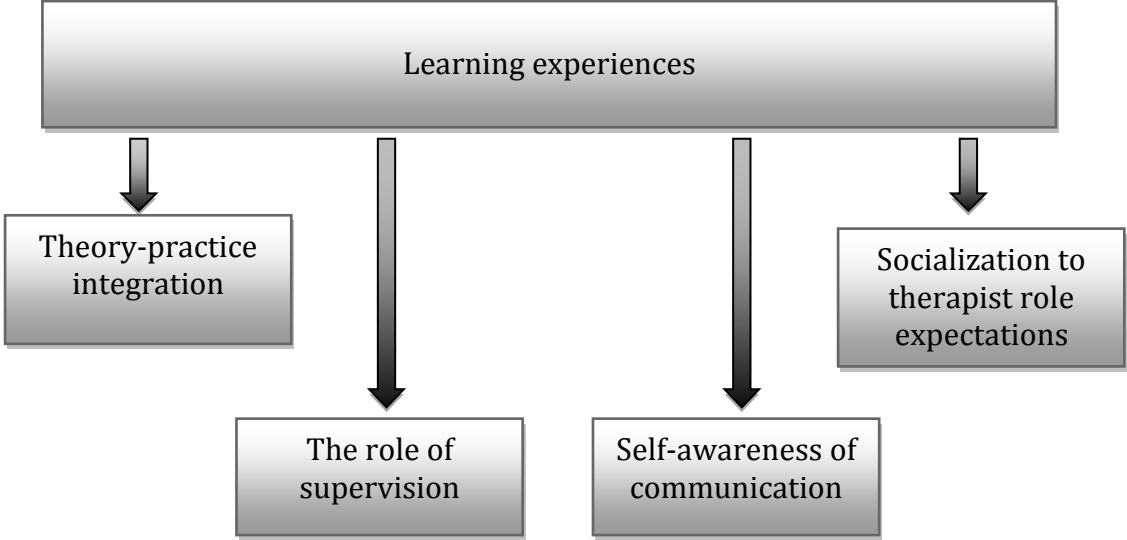 Learning experiences
Theory-practice
integration
Socialization to
therapist role
expectations
The role of
supervision
Self-awareness of
communication